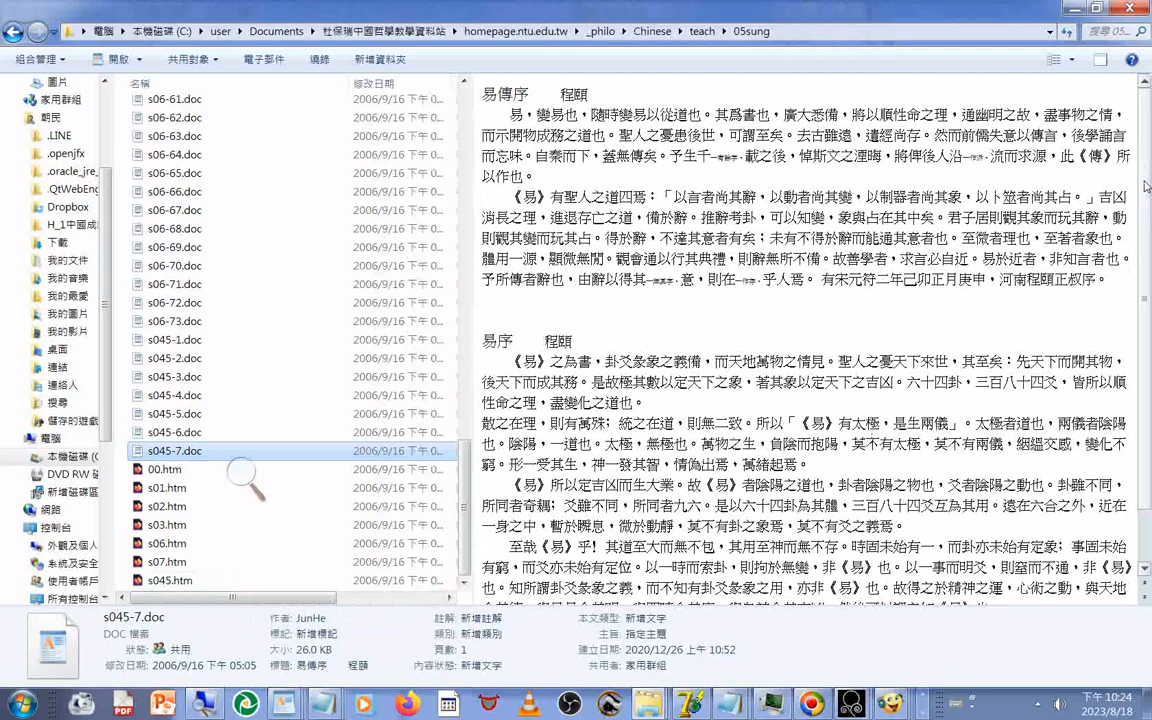 電腦 ▸ 本機磁碟 (C:) ▸ user ▸ Documents ▸ 杜保瑞中國哲學教學資料站 ▸ homepage.ntu.edu.tw ▸ _philo ▸ Chinese ▸ teach ▸ 05sung
搜尋 05...
組合管理 開啟 共用對象 電子郵件 燒錄 新增資料夾
圖片
家用群組
朝民
.LINE
.openjfx
.oracle_jre_
.QtWebEng
Dropbox
H_1中國成
下載
我的文件
我的音樂
我的最愛
我的圖片
我的影片
桌面
連結
連絡人
搜尋
儲存的遊戲
電腦
本機磁碟 (C
DVD RW 磁
新增磁碟區
網路
控制台
外觀及個人
系統及安全
使用者帳戶
所有控制台
名稱 修改日期
s06-61.doc 2006/9/16 下午 0...
s06-62.doc 2006/9/16 下午 0...
s06-63.doc 2006/9/16 下午 0...
s06-64.doc 2006/9/16 下午 0...
s06-65.doc 2006/9/16 下午 0...
s06-66.doc 2006/9/16 下午 0...
s06-67.doc 2006/9/16 下午 0...
s06-68.doc 2006/9/16 下午 0...
s06-69.doc 2006/9/16 下午 0...
s06-70.doc 2006/9/16 下午 0...
s06-71.doc 2006/9/16 下午 0...
s06-72.doc 2006/9/16 下午 0...
s06-73.doc 2006/9/16 下午 0...
s045-1.doc 2006/9/16 下午 0...
s045-2.doc 2006/9/16 下午 0...
s045-3.doc 2006/9/16 下午 0...
s045-4.doc 2006/9/16 下午 0...
s045-5.doc 2006/9/16 下午 0...
s045-6.doc 2006/9/16 下午 0...
s045-7.doc 2006/9/16 下午 0...
00.htm 2006/9/16 下午 0...
s01.htm 2006/9/16 下午 0...
s02.htm 2006/9/16 下午 0...
s03.htm 2006/9/16 下午 0...
s06.htm 2006/9/16 下午 0...
s07.htm 2006/9/16 下午 0...
s045.htm 2006/9/16 下午 0...
易傳序 程頤
易，變易也，隨時變易以從道也。其爲書也，廣大悉備，將以順性命之理，通幽明之故，盡事物之情，
而示開物成務之道也。聖人之憂患後世，可謂至矣。去古雖遠，遺經尚存。然而前儒失意以傳言，後學誦言
而忘味。自秦而下，蓋無傳矣。予生千 載之後，悼斯文之湮晦，將俾後人沿 流而求源，此《傳》所
以作也。
《易》有聖人之道四焉：「以言者尚其辭，以動者尚其變，以制器者尚其象，以卜筮者尚其占。」吉凶
消長之理，進退存亡之道，備於辭。推辭考卦，可以知變，象與占在其中矣。君子居則觀其象而玩其辭，動
則觀其變而玩其占。得於辭，不達其意者有矣；未有不得於辭而能通其意者也。至微者理也，至著者象也。
體用一源，顯微無閒。觀會通以行其典禮，則辭無所不備。故善學者，求言必自近。易於近者，非知言者也。
予所傳者辭也，由辭以得其 意，則在 乎人焉。 有宋元符二年己卯正月庚申，河南程頤正叔序。
易序 程頤
《易》之為書，卦爻彖象之義備，而天地萬物之情見。聖人之憂天下來世，其至矣：先天下而開其物，
後天下而成其務。是故極其數以定天下之象，著其象以定天下之吉凶。六十四卦，三百八十四爻，皆所以順
性命之理，盡變化之道也。
散之在理，則有萬殊；統之在道，則無二致。所以「《易》有太極，是生兩儀」。太極者道也，兩儀者陰陽
也。陰陽，一道也。太極，無極也。萬物之生，負陰而抱陽，莫不有太極，莫不有兩儀，絪縕交感，變化不
窮。形一受其生，神一發其智，情偽出焉，萬緒起焉。
《易》所以定吉凶而生大業。故《易》者陰陽之道也，卦者陰陽之物也，爻者陰陽之動也。卦雖不同，
所同者奇耦；爻雖不同，所同者九六。是以六十四卦為其體，三百八十四爻互為其用。遠在六合之外，近在
一身之中，暫於瞬息，微於動靜，莫不有卦之象焉，莫不有爻之義焉。
至哉《易》乎！其道至大而無不包，其用至神而無不存。時固未始有一，而卦亦未始有定象；事固未始
有窮，而爻亦未始有定位。以一時而索卦，則拘於無變，非《易》也。以一事而明爻，則窒而不通，非《易》
也。知所謂卦爻彖象之義，而不知有卦爻彖象之用，亦非《易》也。故得之於精神之運，心術之動，與天地
s045-7.doc
DOC 檔案
狀態: 共用
修改日期: 2006/9/16 下午 05:05
作者: JunHe
標記: 新增標記
大小: 26.0 KB
標題: 易傳序 程頤
註解: 新增註解
類別: 新增類別
頁數: 1
內容狀態: 新增文字
本文類型: 新增文字
主旨: 指定主題
建立日期: 2020/12/26 上午 10:52
共用者: 家用群組
下午 10:24
2023/8/18